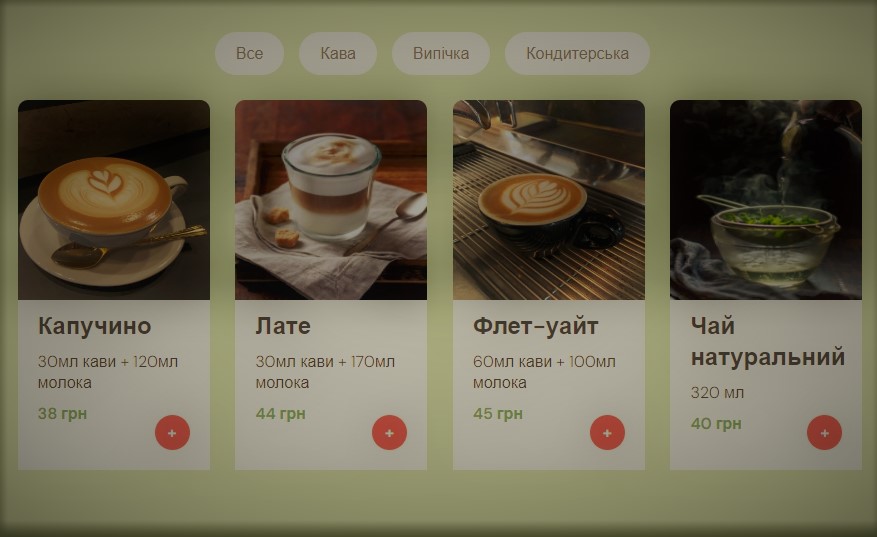 Все Кава Випічка Кондитерська
Капучино
30мл кави + 120мл
молока
38 грн
+
Лате
30мл кави + 170мл
молока
44 грн
+
Флет-уайт
60мл кави + 100мл
молока
45 грн
+
Чай
натуральний
320 мл
40 грн
+